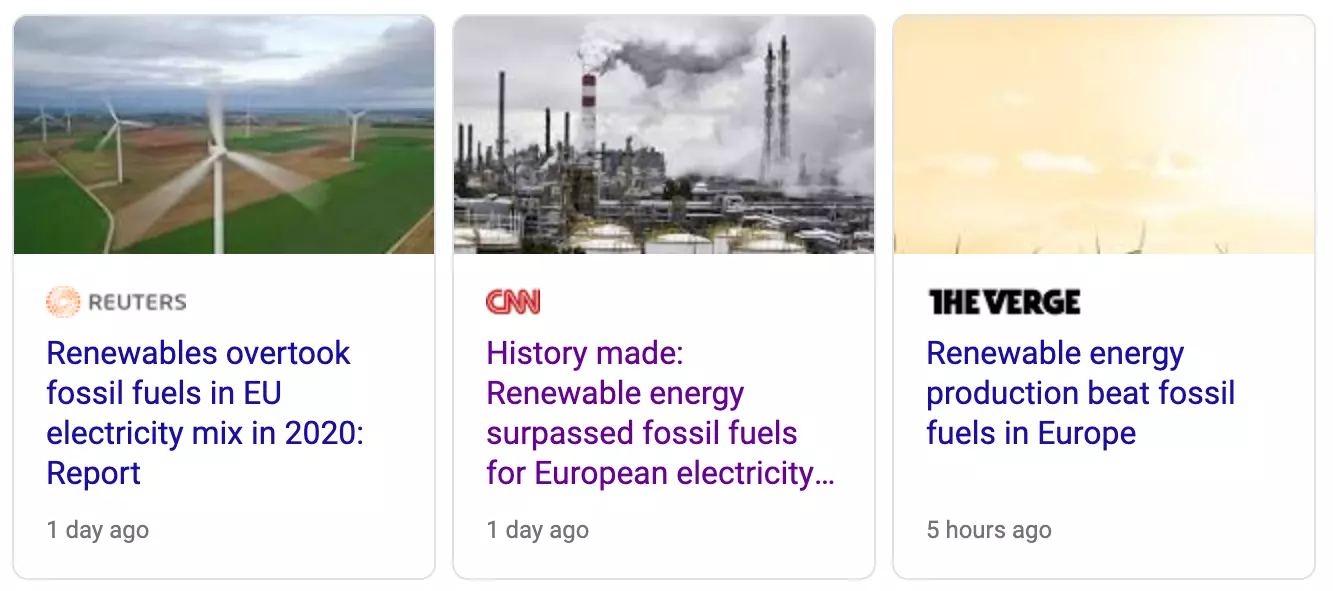 REUTERS
Renewables overtook
fossil fuels in EU
electricity mix in 2020:
Report
1 day ago
CNN
History made:
Renewable energy
surpassed fossil fuels
for European electricity...
1 day ago
THE VERGE
Renewable energy
production beat fossil
fuels in Europe
5 hours ago